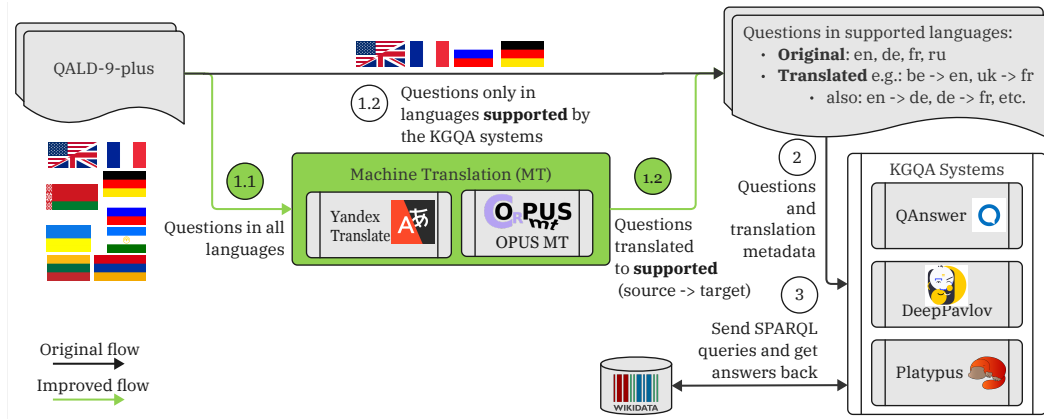 QALD-9-plus
1.2
Questions only in
languages supported by
the KGQA systems
Questions in supported languages:
• Original: en, de, fr, ru
• Translated e.g.: be -> en, uk -> fr
• also: en -> de, de -> fr, etc.
1.1
Questions in all
languages
Machine Translation (MT)
Yandex
Translate
A あ
OPUS
mt
OPUS MT
1.2
Questions
translated
to supported
(source -> target)
2
Questions
and
translation
metadata
KGQA Systems
QAnswer
DeepPavlov
Platypus
3
Send SPARQL
queries and get
answers back
WIKIDATA
Original flow
Improved flow